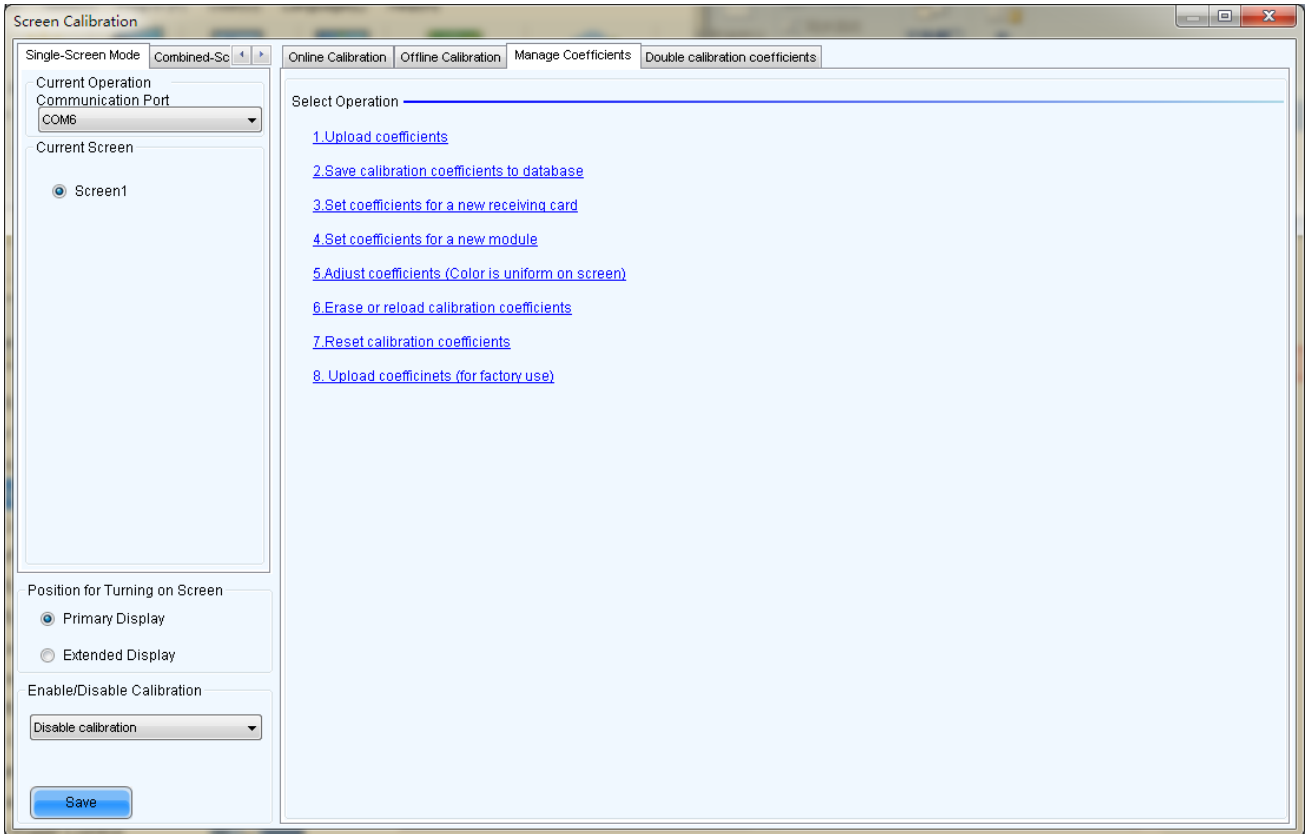 Screen Calibration
Single-Screen Mode
Combined-Sc
Current Operation
Communication Port
COM6
Current Screen
Screen1
Position for Turning on Screen
Primary Display
Extended Display
Enable/Disable Calibration
Disable calibration
Save
Online Calibration
Offline Calibration
Manage Coefficients
Double calibration coefficients
Select Operation
1.Upload coefficients
2.Save calibration coefficients to database
3.Set coefficients for a new receiving card
4.Set coefficients for a new module
5.Adjust coefficients (Color is uniform on screen)
6.Erase or reload calibration coefficients
7.Reset calibration coefficients
8. Upload coefficinets (for factory use)